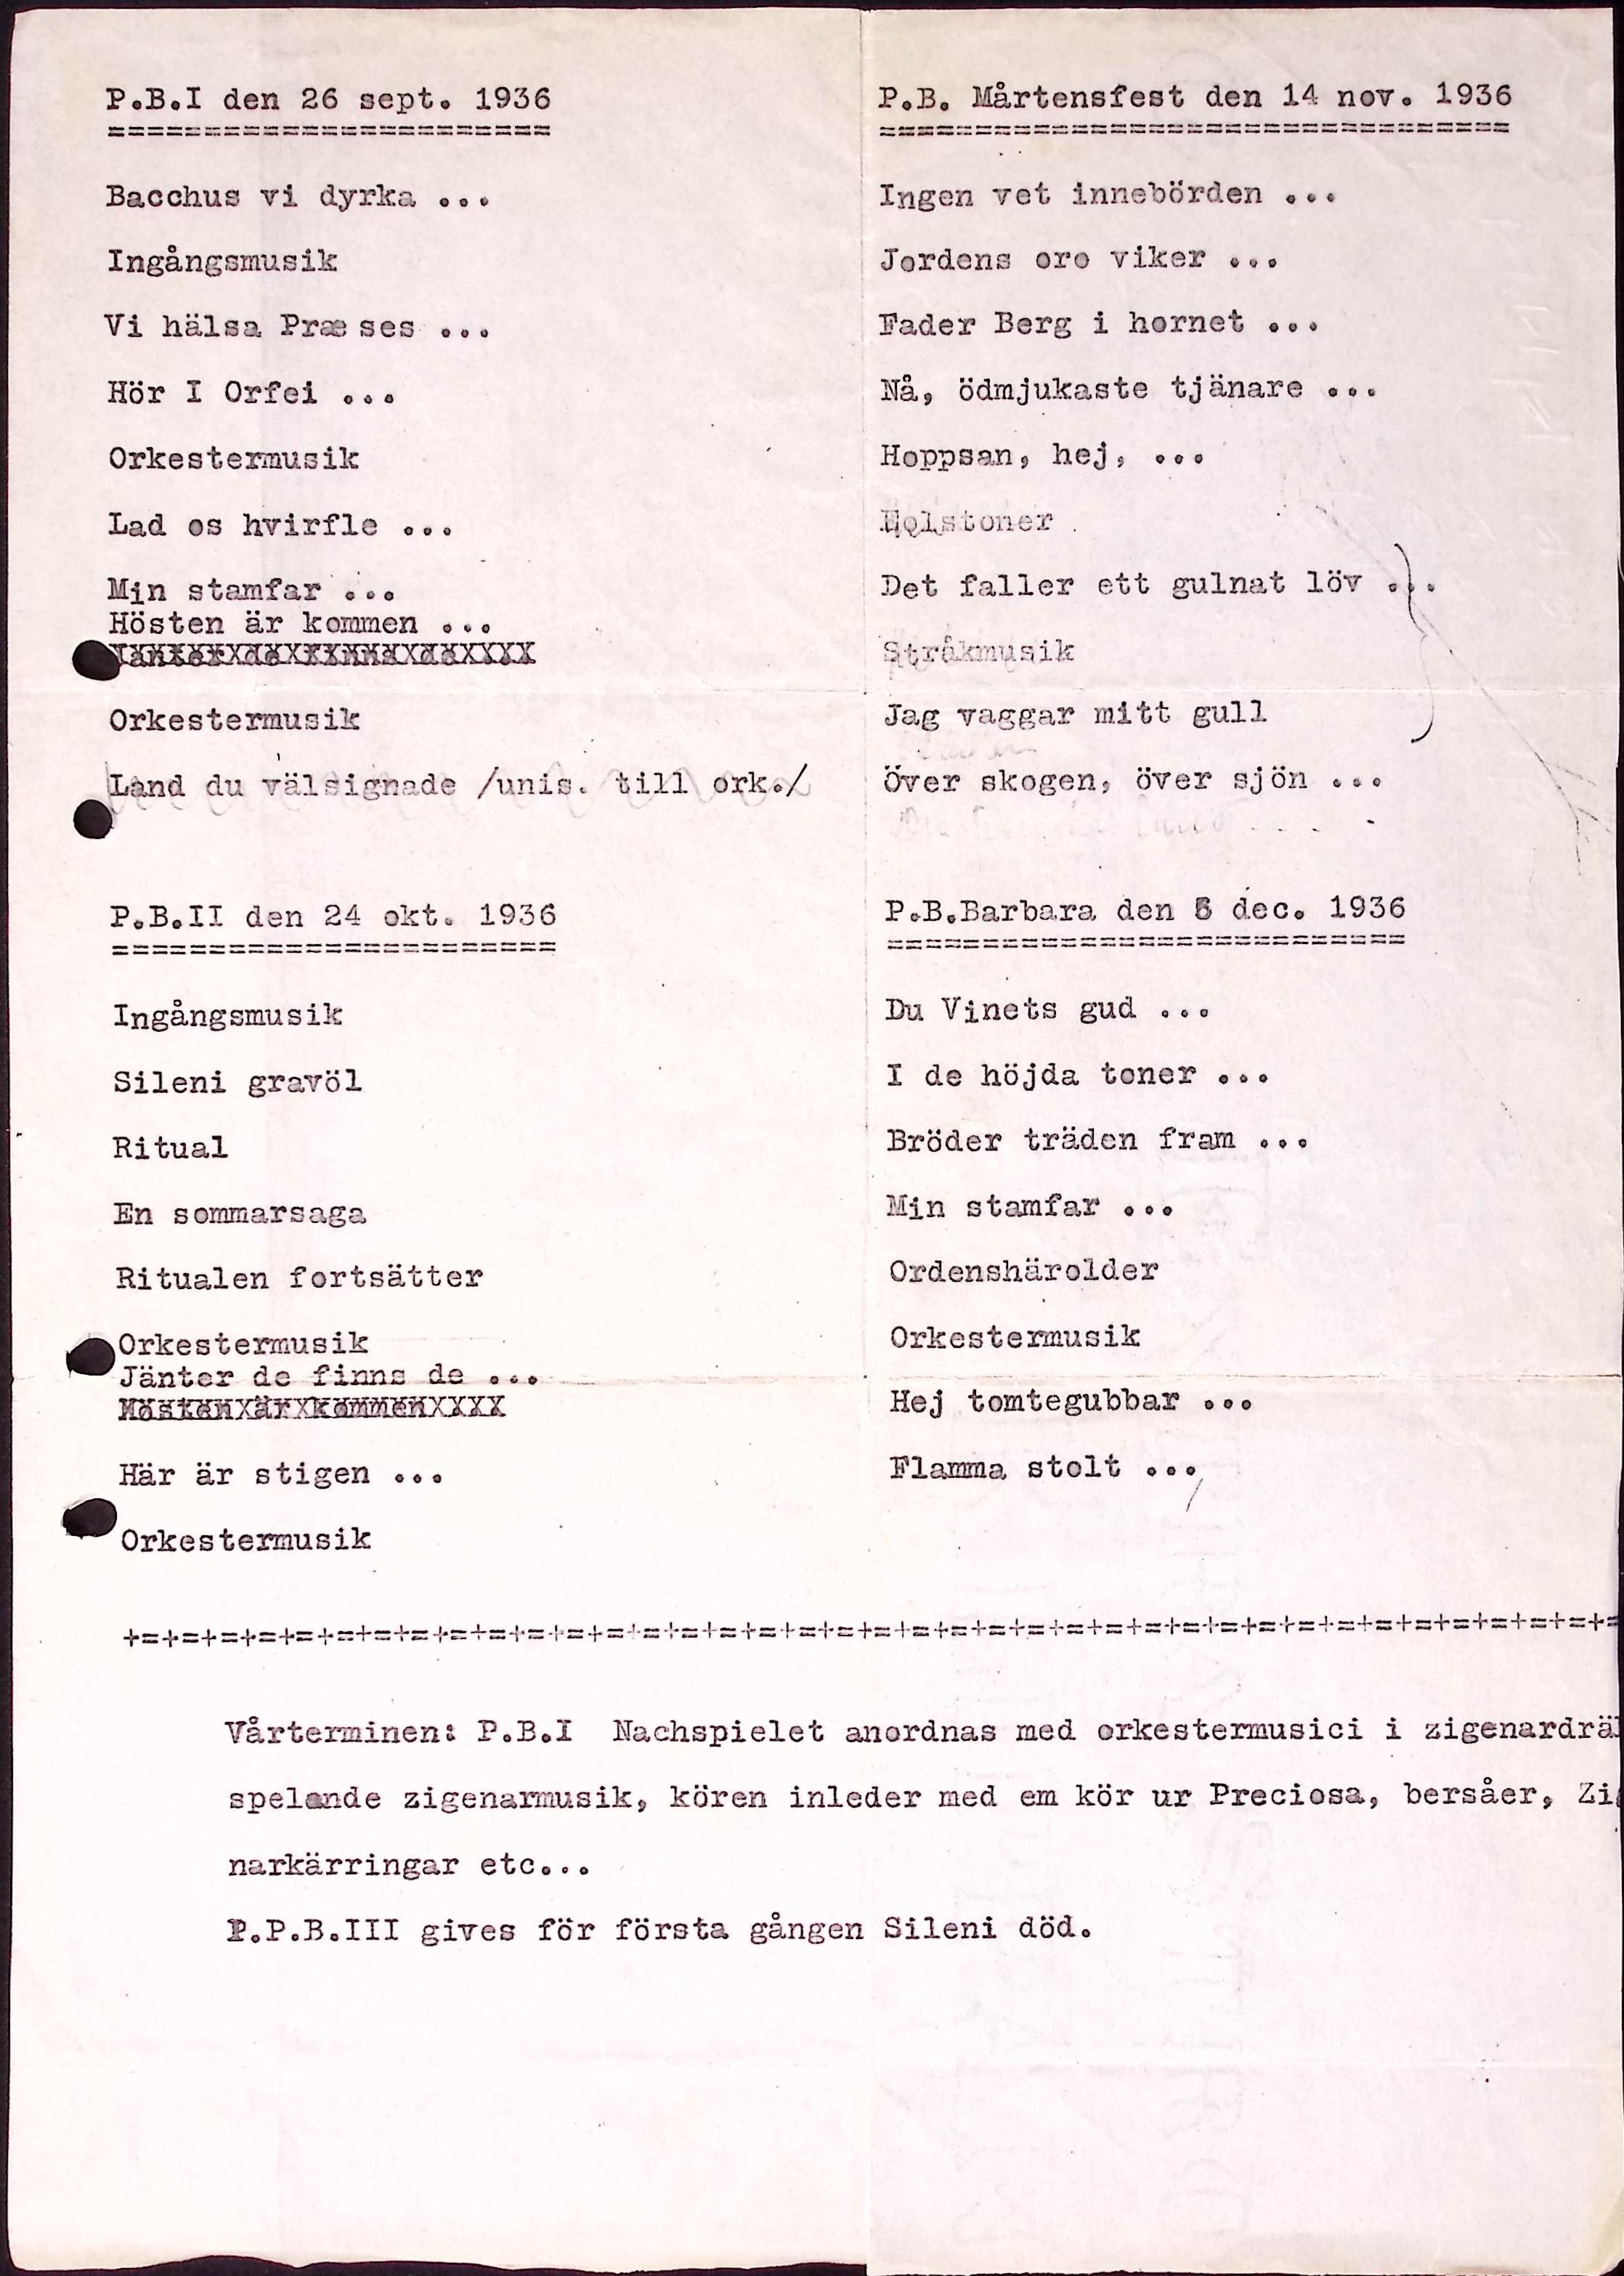 P.B.I den 26 sept. 1936
=======================
Bacchus vi dyrka ...
Ingångsmusik
Vi hälsa Præses ...
Hör I Orfei ...
Orkestermusik
Lad os hvirfle ...
Min stamfar ...
Hösten är kommen ...
Orkestermusik
Land du välsignade /unis. till ork./
P.B.II den 24 okt. 1936
=======================
Ingångsmusik
Sileni gravöl
Ritual
En sommarsaga
Ritualen fortsätter
Orkestermusik
Jänter de finns de ...
Hösten är kommen
Här är stigen ...
Orkestermusik
P.B. Mårtensfest den 14 nov. 1936
=================================
Ingen vet innebörden ...
Jordens oro viker ...
Fader Berg i hornet ...
Nå, ödmjukaste tjänare ...
Hoppsan, hej, ...
Det faller ett gulnat löv ...
Stråkmusik
Jag vaggar mitt gull
Över skogen, över sjön ...
P.B.Barbara den dec. 1936
===========================
Du Vinets gud ...
I de höjda toner ...
Bröder träden fram ...
Min stamfar ...
Ordenshärolder
Orkestermusik
Hej tomtegubbar ...
Flamma stolt ...
+=+=+=+=+=+=+=+=+=+=+=+=+=+=+=+=+=+=+=+=+=+=+=+=+=+=+=+=+=+=+=+=+=+=+=+=+=+=+=
Vårterminen: P.B.I Nachspielet anordnas med orkestermusici i zigenardrä
spelande zigenarmusik, kören inleder med em kör ur Preciosa, bersåer, Zi
narkärringar etc...
P.P.B.III gives för första gången Sileni död.